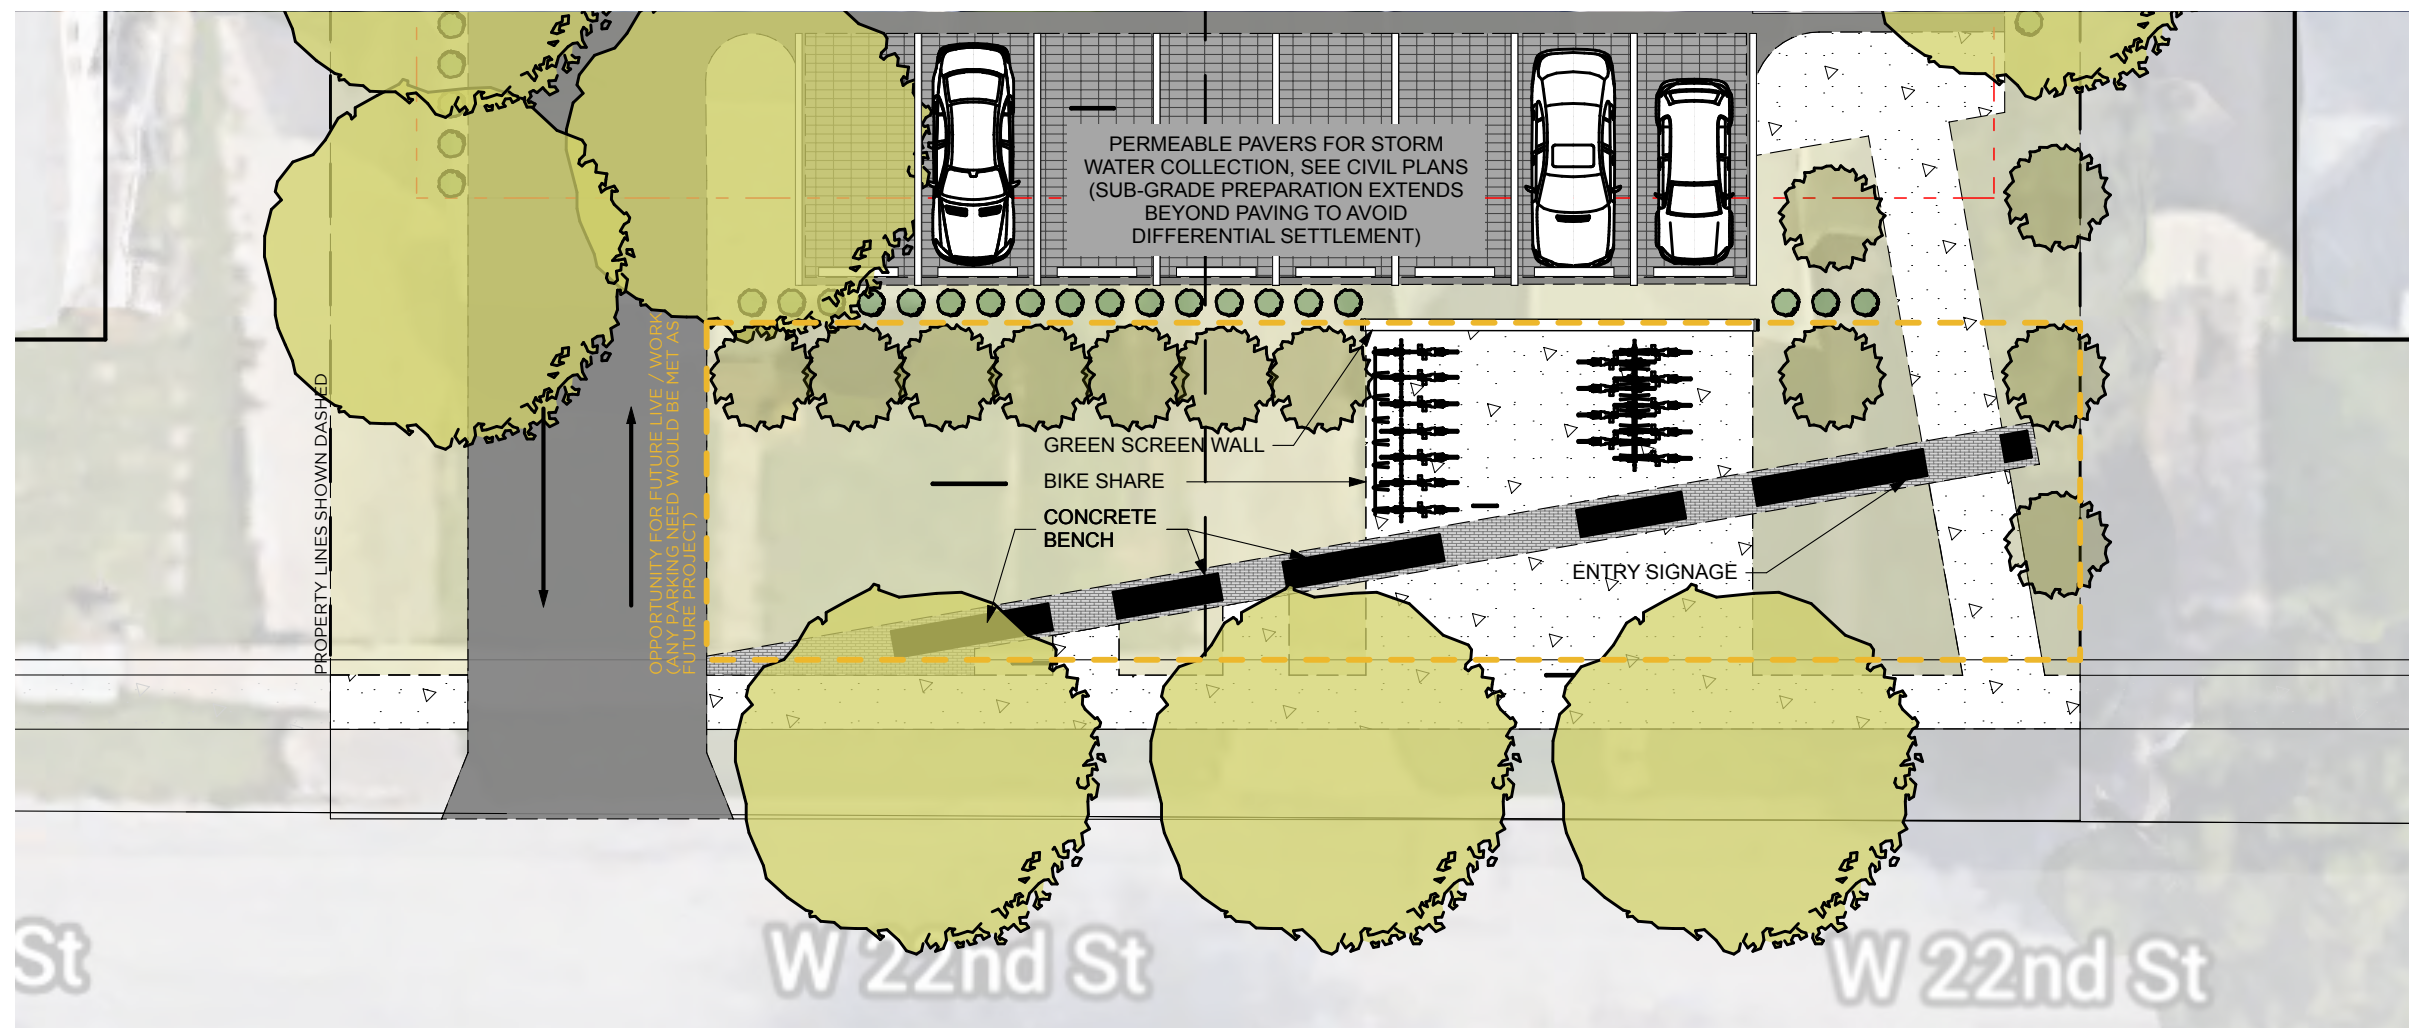 PERMEABLE PAVERS FOR STORM
WATER COLLECTION, SEE CIVIL PLANS
(SUB-GRADE PREPARATION EXTENDS
BEYOND PAVING TO AVOID
DIFFERENTIAL SETTLEMENT)
PROPERTY LINES SHOWN DASHED
OPPORTUNITY FOR FUTURE LIVE / WORK
(ANY PARKING NEED WOULD BE MET AS
FUTURE PROJECT)
GREEN SCREEN WALL
BIKE SHARE
CONCRETE
BENCH
ENTRY SIGNAGE
St
W 22nd St
W 22nd St